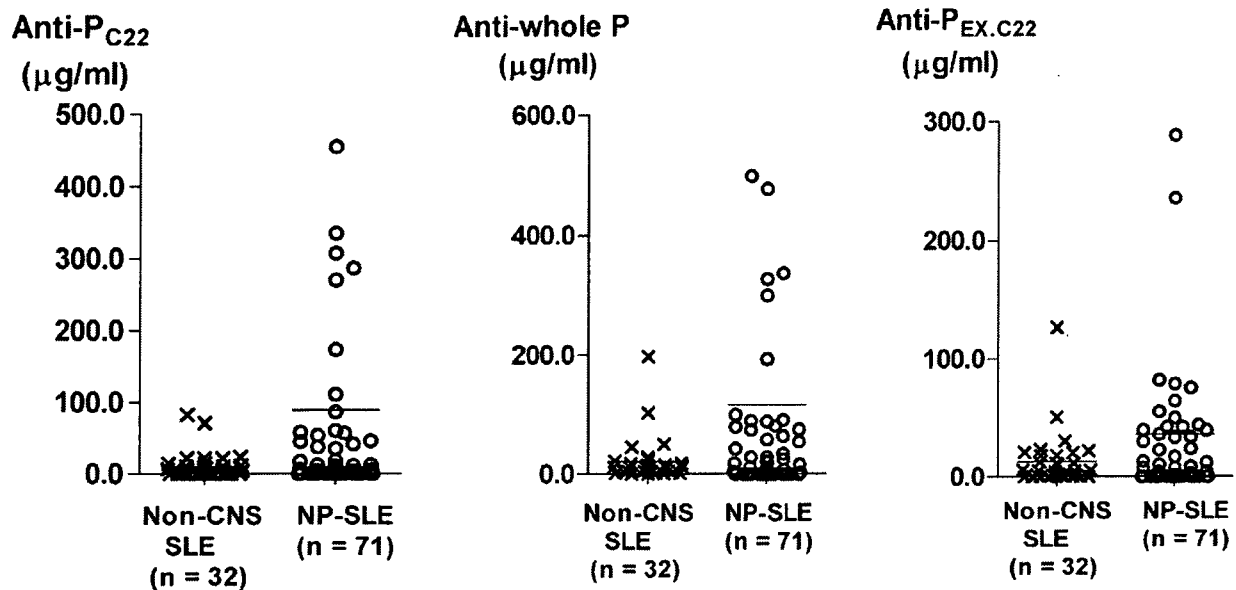 Anti-PC22
(μg/ml)
500.0
400.0
300.0
200.0
100.0
0.0
Non-CNS
SLE
(n = 32)
NP-SLE
(n = 71)
Anti-whole P
(μg/ml)
600.0
400.0
200.0
0.0
Non-CNS
SLE
(n = 32)
NP-SLE
(n = 71)
Anti-PEX.C22
(μg/ml)
300.0
200.0
100.0
0.0
Non-CNS
SLE
(n = 32)
NP-SLE
(n = 71)